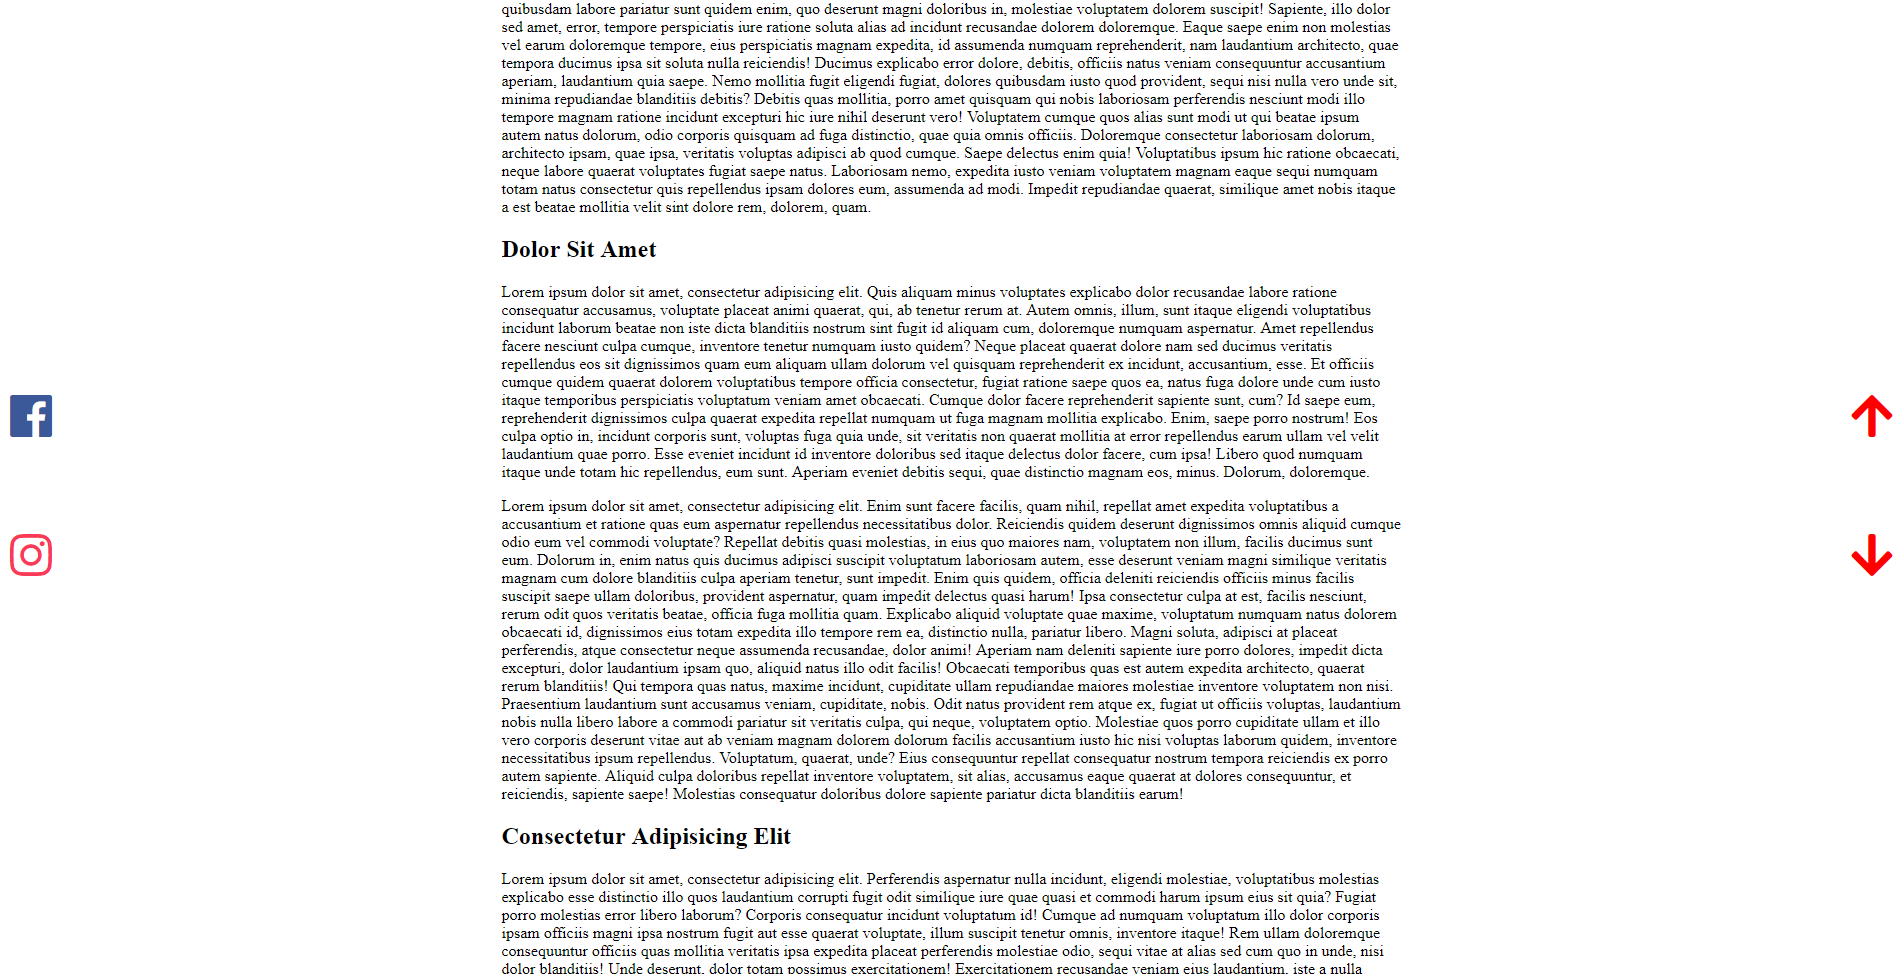 quibusdam labore pariatur sunt quidem enim, quo deserunt magni doloribus in, molestiae voluptatem dolorem suscipit! Sapiente, illo dolor
sed amet, error, tempore perspiciatis iure ratione soluta alias ad incidunt recusandae dolorem doloremque. Eaque saepe enim non molestias
vel earum doloremque tempore, eius perspiciatis magnam expedita, id assumenda numquam reprehenderit, nam laudantium architecto, quae
tempora ducimus ipsa sit soluta nulla reiciendis! Ducimus explicabo error dolore, debitis, officiis natus veniam consequuntur accusantium
aperiam, laudantium quia saepe. Nemo mollitia fugit eligendi fugiat, dolores quibusdam iusto quod provident, sequi nisi nulla vero unde sit,
minima repudiandae blanditiis debitis? Debitis quas mollitia, porro amet quisquam qui nobis laboriosam perferendis nesciunt modi illo
tempore magnam ratione incidunt excepturi hic iure nihil deserunt vero! Voluptatem cumque quos alias sunt modi ut qui beatae ipsum
autem natus dolorum, odio corporis quisquam ad fuga distinctio, quae quia omnis officiis. Doloremque consectetur laboriosam dolorum,
architecto ipsam, quae ipsa, veritatis voluptas adipisci ab quod cumque. Saepe delectus enim quia! Voluptatibus ipsum hic ratione obcaecati,
neque labore quaerat voluptates fugiat saepe natus. Laboriosam nemo, expedita iusto veniam voluptatem magnam eaque sequi numquam
totam natus consectetur quis repellendus ipsam dolores eum, assumenda ad modi. Impedit repudiandae quaerat, similique amet nobis itaque
a est beatae mollitia velit sint dolore rem, dolorem, quam.
Dolor Sit Amet
Lorem ipsum dolor sit amet, consectetur adipisicing elit. Quis aliquam minus voluptates explicabo dolor recusandae labore ratione
consequatur accusamus, voluptate placeat animi quaerat, qui, ab tenetur rerum at. Autem omnis, illum, sunt itaque eligendi voluptatibus
incidunt laborum beatae non iste dicta blanditiis nostrum sint fugit id aliquam cum, doloremque numquam aspernatur. Amet repellendus
facere nesciunt culpa cumque, inventore tenetur numquam iusto quidem? Neque placeat quaerat dolore nam sed ducimus veritatis
repellendus eos sit dignissimos quam eum aliquam ullam dolorum vel quisquam reprehenderit ex incidunt, accusantium, esse. Et officiis
cumque quidem quaerat dolorem voluptatibus tempore officia consectetur, fugiat ratione saepe quos ea, natus fuga dolore unde cum iusto
itaque temporibus perspiciatis voluptatum veniam amet obcaecati. Cumque dolor facere reprehenderit sapiente sunt, cum? Id saepe eum,
reprehenderit dignissimos culpa quaerat expedita repellat numquam ut fuga magnam mollitia explicabo. Enim, saepe porro nostrum! Eos
culpa optio in, incidunt corporis sunt, voluptas fuga quia unde, sit veritatis non quaerat mollitia at error repellendus earum ullam vel velit
laudantium quae porro. Esse eveniet incidunt id inventore doloribus sed itaque delectus dolor facere, cum ipsa! Libero quod numquam
itaque unde totam hic repellendus, eum sunt. Aperiam eveniet debitis sequi, quae distinctio magnam eos, minus. Dolorum, doloremque.
Lorem ipsum dolor sit amet, consectetur adipisicing elit. Enim sunt facere facilis, quam nihil, repellat amet expedita voluptatibus a
accusantium et ratione quas eum aspernatur repellendus necessitatibus dolor. Reiciendis quidem deserunt dignissimos omnis aliquid cumque
odio eum vel commodi voluptate? Repellat debitis quasi molestias, in eius quo maiores nam, voluptatem non illum, facilis ducimus sunt
eum. Dolorum in, enim natus quis ducimus adipisci suscipit voluptatum laboriosam autem, esse deserunt veniam magni similique veritatis
magnam cum dolore blanditiis culpa aperiam tenetur, sunt impedit. Enim quis quidem, officia deleniti reiciendis officiis minus facilis
suscipit saepe ullam doloribus, provident aspernatur, quam impedit delectus quasi harum! Ipsa consectetur culpa at est, facilis nesciunt,
rerum odit quos veritatis beatae, officia fuga mollitia quam. Explicabo aliquid voluptate quae maxime, voluptatum numquam natus dolorem
obcaecati id, dignissimos eius totam expedita illo tempore rem ea, distinctio nulla, pariatur libero. Magni soluta, adipisci at placeat
perferendis, atque consectetur neque assumenda recusandae, dolor animi! Aperiam nam deleniti sapiente iure porro dolores, impedit dicta
excepturi, dolor laudantium ipsam quo, aliquid natus illo odit facilis! Obcaecati temporibus quas est autem expedita architecto, quaerat
rerum blanditiis! Qui tempora quas natus, maxime incidunt, cupiditate ullam repudiandae maiores molestiae inventore voluptatem non nisi.
Praesentium laudantium sunt accusamus veniam, cupiditate, nobis. Odit natus provident rem atque ex, fugiat ut officiis voluptas, laudantium
nobis nulla libero labore a commodi pariatur sit veritatis culpa, qui neque, voluptatem optio. Molestiae quos porro cupiditate ullam et illo
vero corporis deserunt vitae aut ab veniam magnam dolorem dolorum facilis accusantium iusto hic nisi voluptas laborum quidem, inventore
necessitatibus ipsum repellendus. Voluptatum, quaerat, unde? Eius consequuntur repellat consequatur nostrum tempora reiciendis ex porro
autem sapiente. Aliquid culpa doloribus repellat inventore voluptatem, sit alias, accusamus eaque quaerat at dolores consequuntur, et
reiciendis, sapiente saepe! Molestias consequatur doloribus dolore sapiente pariatur dicta blanditiis earum!
Consectetur Adipisicing Elit
Lorem ipsum dolor sit amet, consectetur adipisicing elit. Perferendis aspernatur nulla incidunt, eligendi molestiae, voluptatibus molestias
explicabo esse distinctio illo quos laudantium corrupti fugit odit similique iure quae quasi et commodi harum ipsum eius sit quia? Fugiat
porro molestias error libero laborum? Corporis consequatur incidunt voluptatum id! Cumque ad numquam voluptatum illo dolor corporis
ipsam officiis magni ipsa nostrum fugit aut esse quaerat voluptate, illum suscipit tenetur omnis, inventore itaque! Rem ullam doloremque
consequuntur officiis quas mollitia veritatis ipsa expedita placeat perferendis molestiae odio, sequi vitae at alias sed cum quo in unde, nisi
dolor blanditiis! Unde deserunt, dolor totam possimus exercitationem! Exercitationem recusandae veniam eius laudantium, iste a nulla